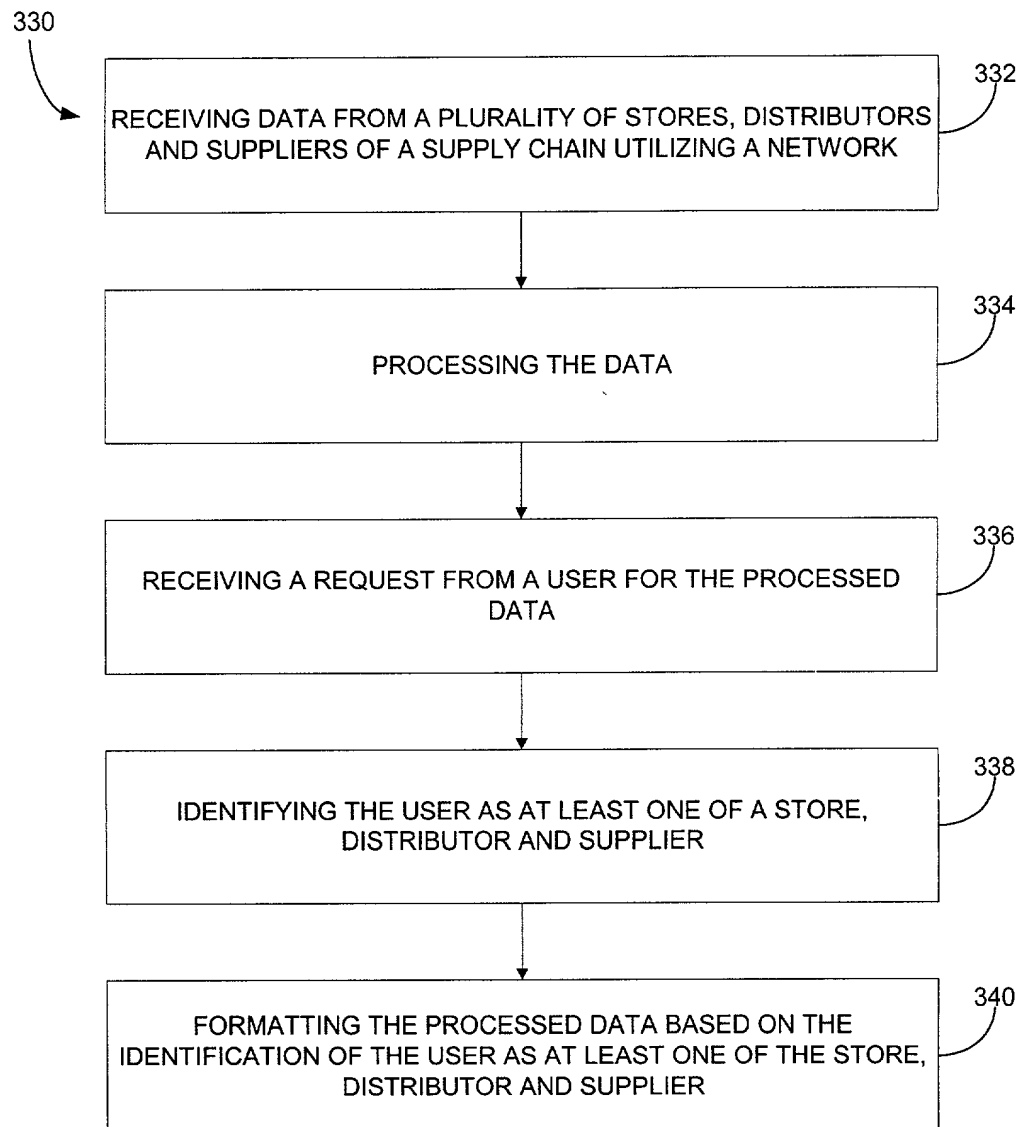 330
332
RECEIVING DATA FROM A PLURALITY OF STORES, DISTRIBUTORS
AND SUPPLIERS OF A SUPPLY CHAIN UTILIZING A NETWORK
334
PROCESSING THE DATA
336
RECEIVING A REQUEST FROM A USER FOR THE PROCESSED
DATA
338
IDENTIFYING THE USER AS AT LEAST ONE OF A STORE,
DISTRIBUTOR AND SUPPLIER
340
FORMATTING THE PROCESSED DATA BASED ON THE
IDENTIFICATION OF THE USER AS AT LEAST ONE OF THE STORE,
DISTRIBUTOR AND SUPPLIER